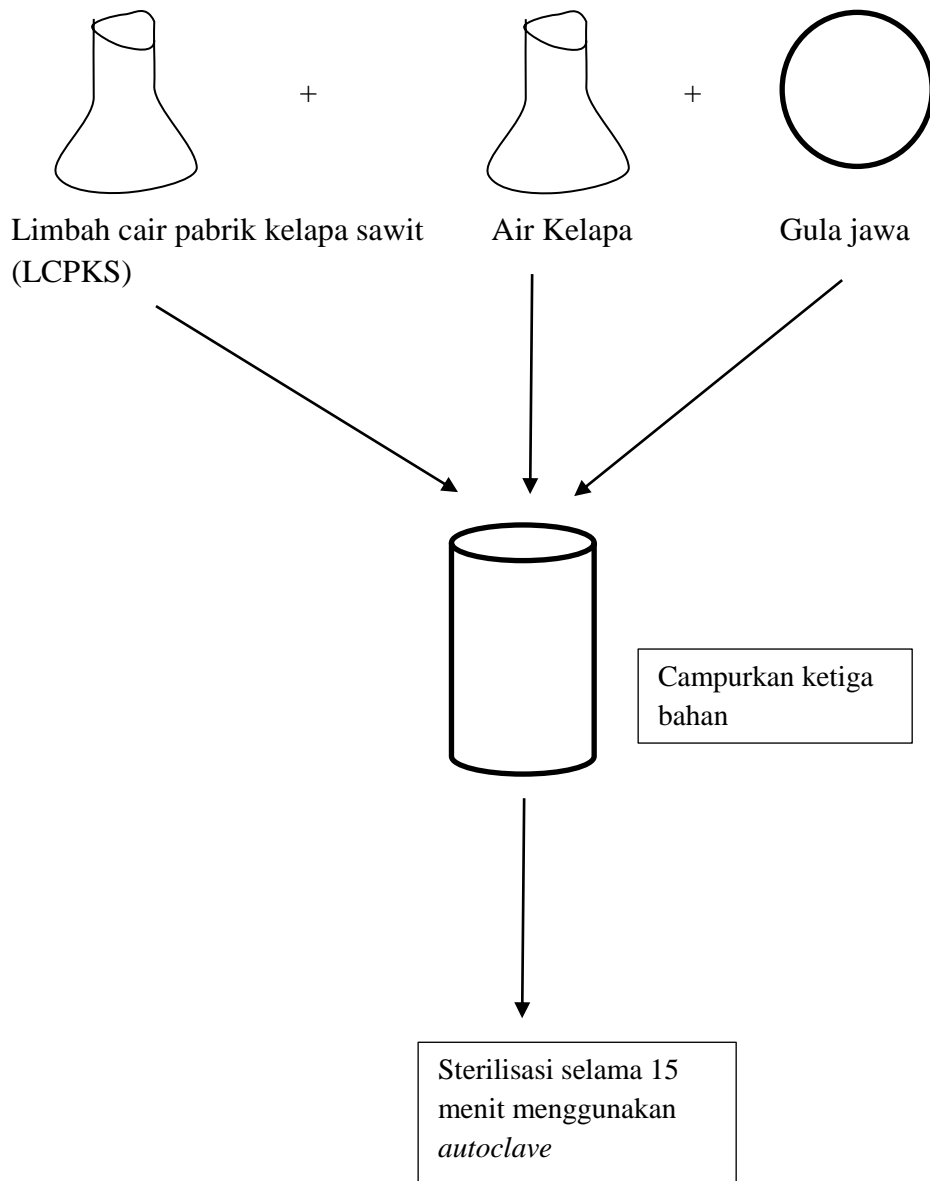 +
+
Limbah cair pabrik kelapa sawit
(LCPKS)
Air Kelapa
Gula jawa
Campurkan ketiga
bahan
Sterilisasi selama 15
menit menggunakan
autoclave